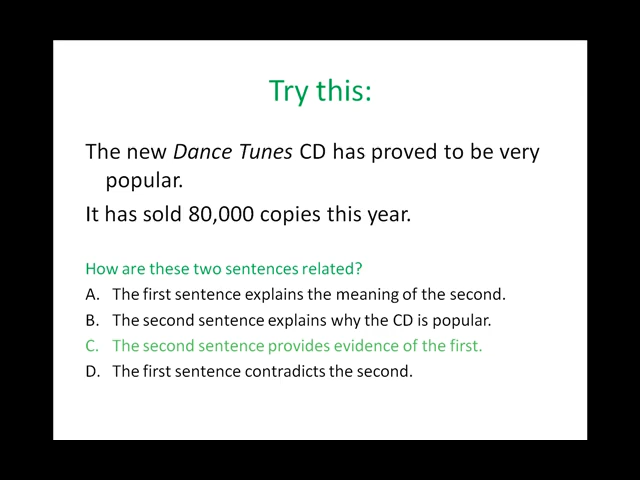 Try this:
The new Dance Tunes CD has proved to be very
popular.
It has sold 80,000 copies this year.
How are these two sentences related?
A. The first sentence explains the meaning of the second.
B. The second sentence explains why the CD is popular.
C. The second sentence provides evidence of the first.
D. The first sentence contradicts the second.